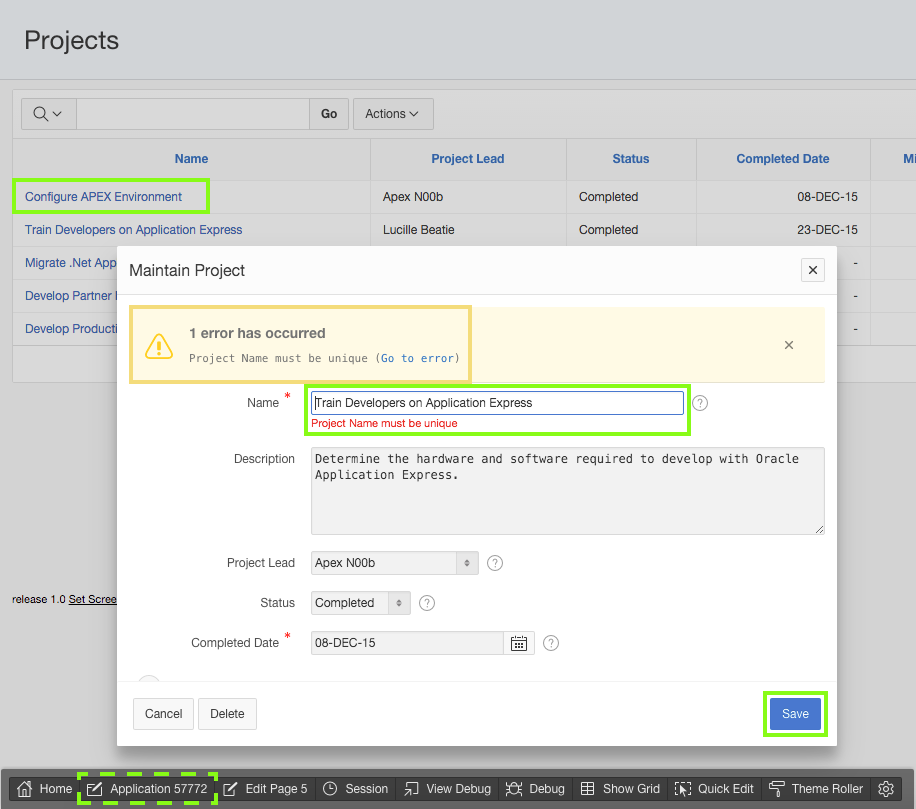 Projects
Go Actions
Name Project Lead Status Completed Date Mi
Configure APEX Environment Apex N00b Completed 08-DEC-15
Train Developers on Application Express Lucille Beatie Completed 23-DEC-15
Migrate .Net App -
Develop Partner -
Develop Producti -
Maintain Project
1 error has occurred
Project Name must be unique (Go to error)
Name * Train Developers on Application Express
Project Name must be unique
Description Determine the hardware and software required to develop with Oracle
Application Express.
Project Lead Apex N00b
Status Completed
Completed Date * 08-DEC-15
release 1.0 Set Scree
Cancel Delete Save
Home Application 57772 Edit Page 5 Session View Debug Debug Show Grid Quick Edit Theme Roller